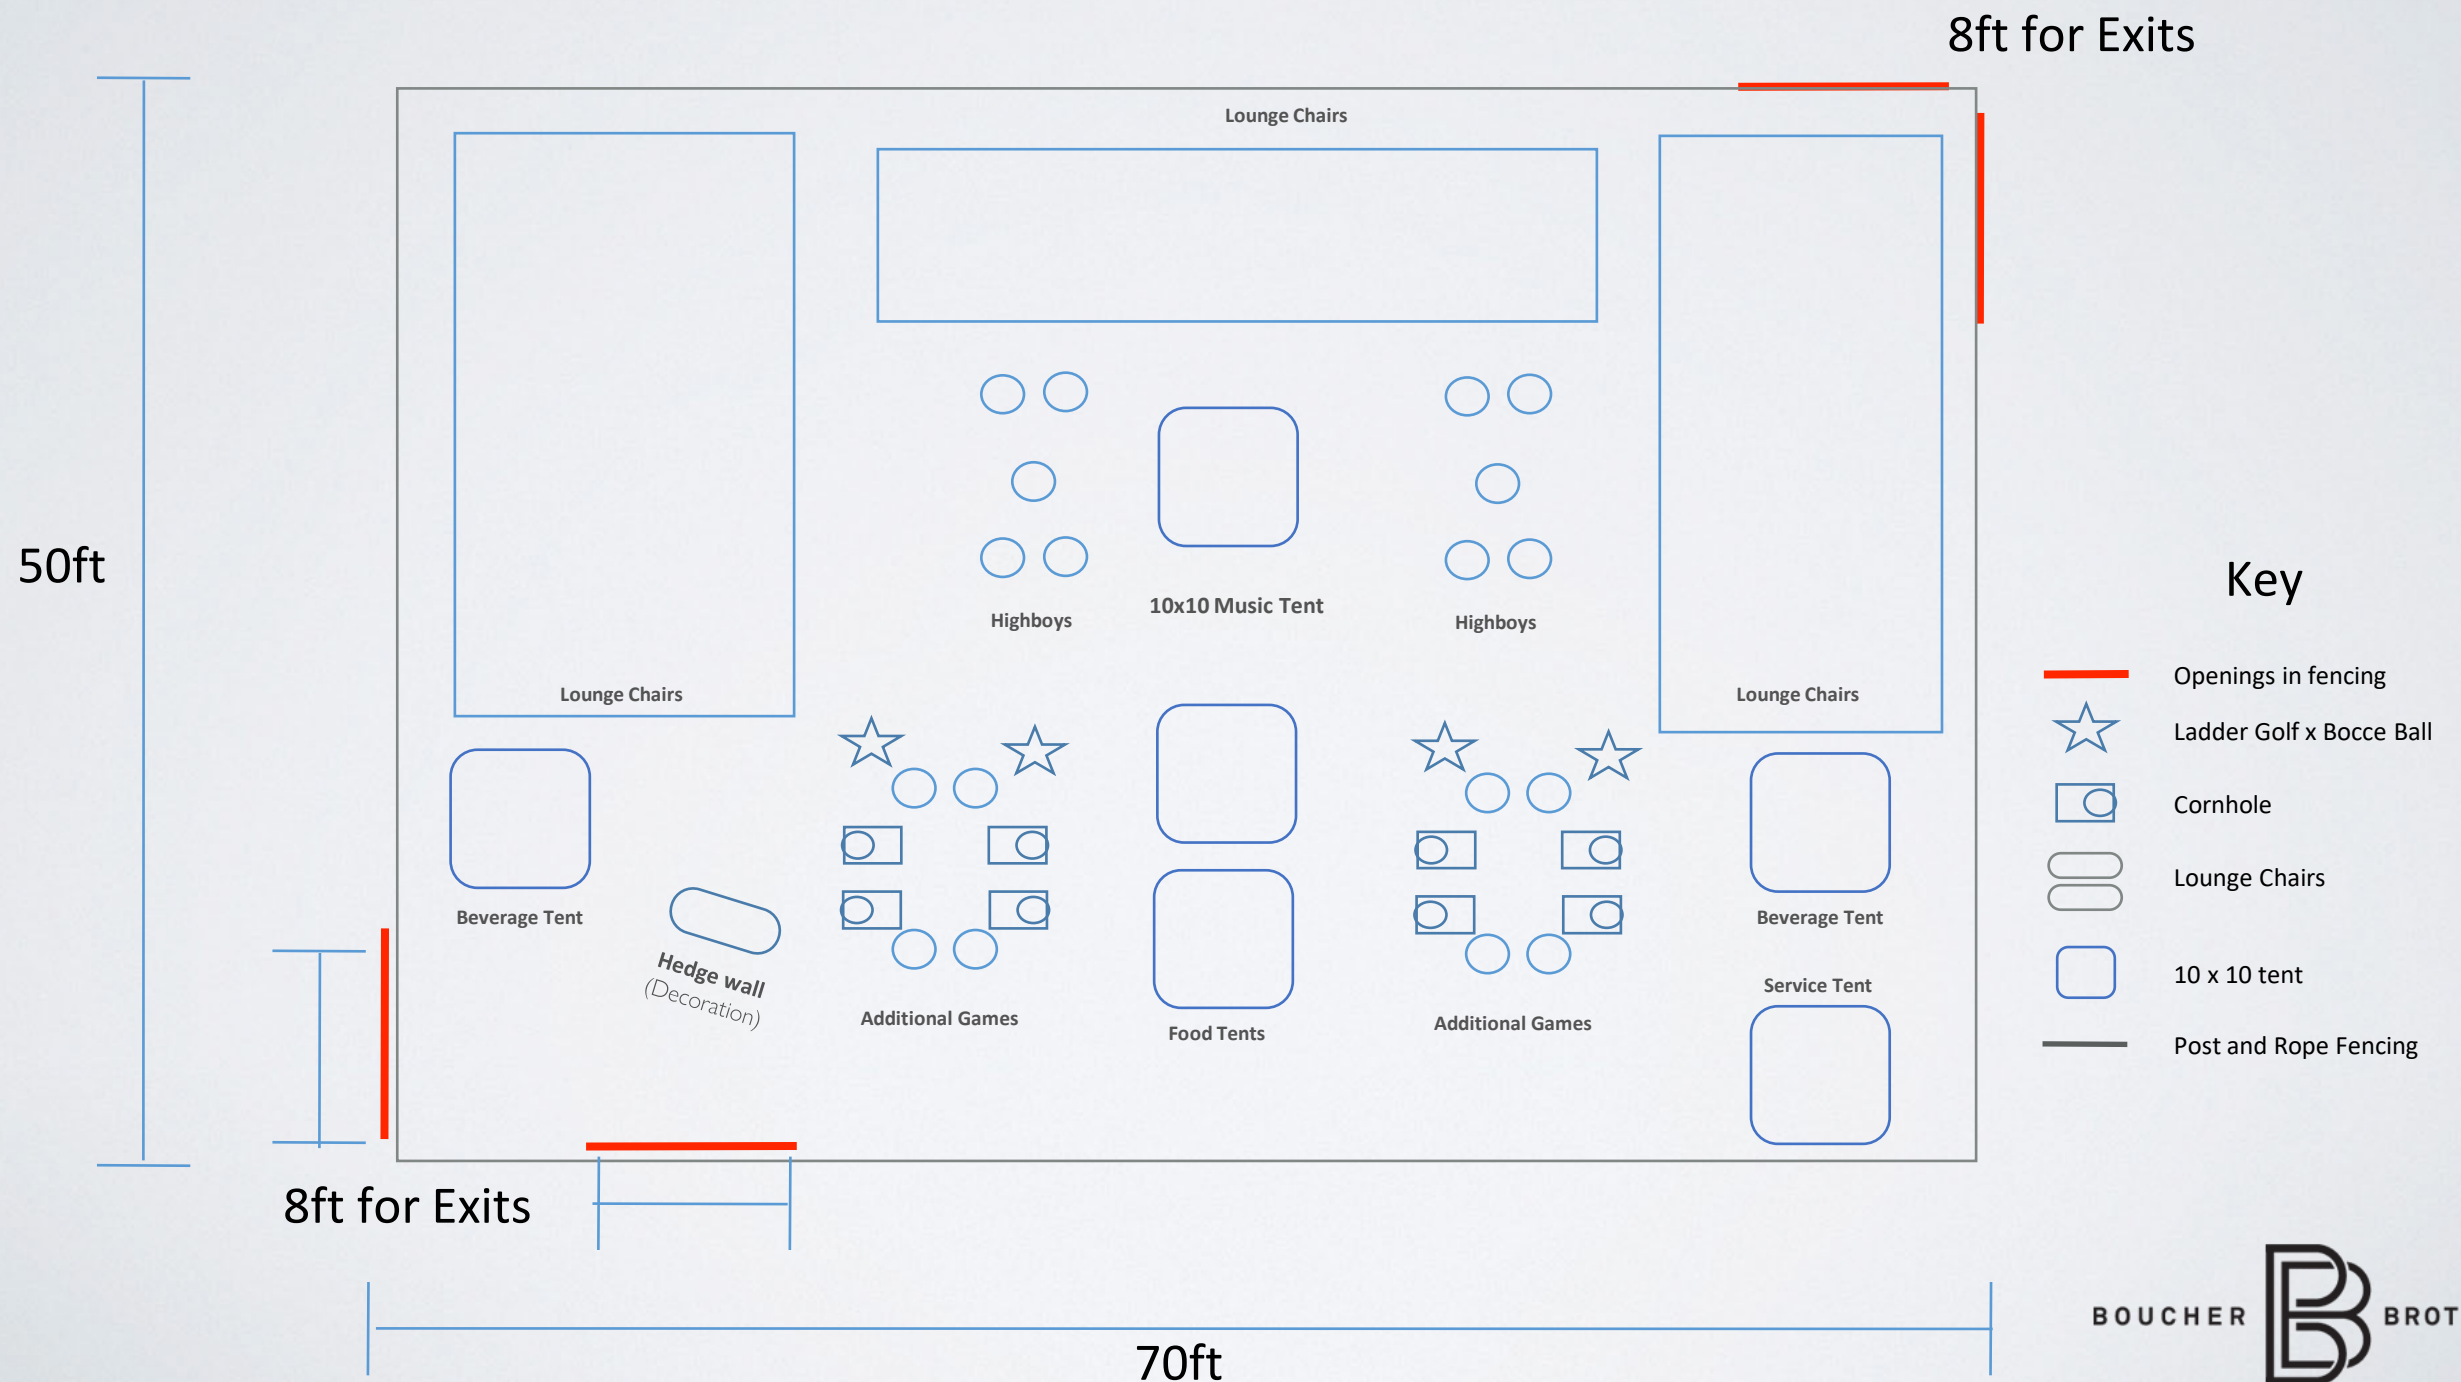 8ft for Exits
Lounge Chairs
50ft
Highboys
10x10 Music Tent
Highboys
Lounge Chairs
Lounge Chairs
Beverage Tent
Hedge wall
(Decoration)
Additional Games
Food Tents
Additional Games
Beverage Tent
Service Tent
8ft for Exits
70ft
Key
Openings in fencing
Ladder Golf x Bocce Ball
Cornhole
Lounge Chairs
10 x 10 tent
Post and Rope Fencing
BOUCHER B BROT